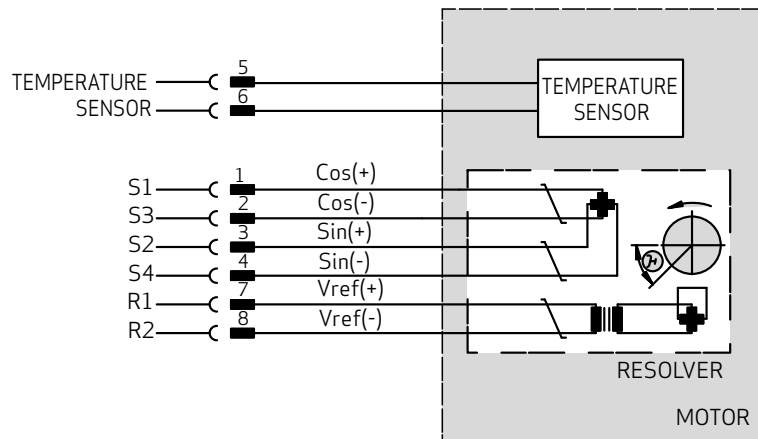 TEMPERATURE
SENSOR
5
6
TEMPERATURE
SENSOR
S1 1 Cos(+)
S3 2 Cos(-)
S2 3 Sin(+)
S4 4 Sin(-)
R1 7 Vref(+)
R2 8 Vref(-)
RESOLVER
MOTOR